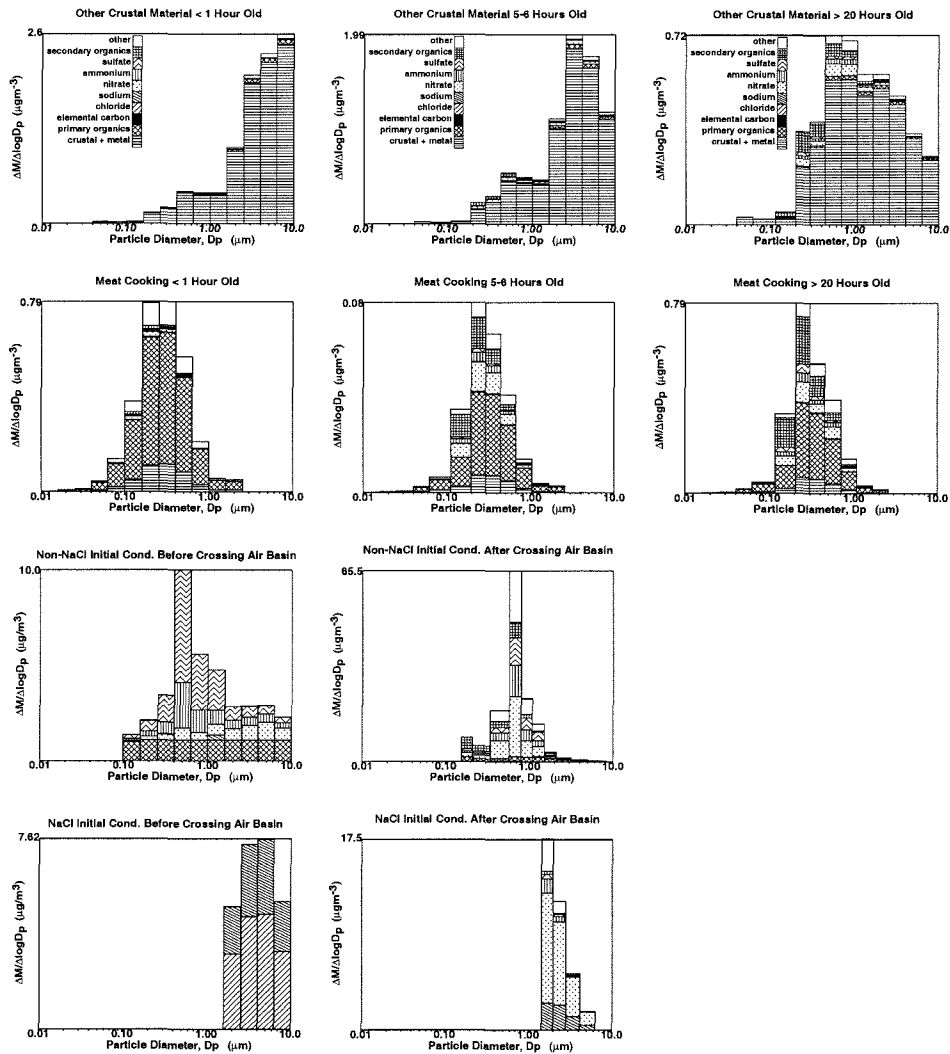 Other Crustal Material < 1 Hour Old
2.6
other
secondary organics
sulfate
ammonium
nitrate
sodium
chloride
elemental carbon
primary organics
crustal + metal
ΔM/ΔlogDp (μgm-3)
0.01 0.10 1.00 10.0
Particle Diameter, Dp (μm)
Other Crustal Material 5-6 Hours Old
1.99
other
secondary organics
sulfate
ammonium
nitrate
sodium
chloride
elemental carbon
primary organics
crustal + metal
ΔM/ΔlogDp (μgm-3)
0.01 0.10 1.00 10.0
Particle Diameter, Dp (μm)
Other Crustal Material > 20 Hours Old
0.72
other
secondary organics
sulfate
ammonium
nitrate
sodium
chloride
elemental carbon
primary organics
crustal + metal
ΔM/ΔlogDp (μgm-3)
0.01 0.10 1.00 10.0
Particle Diameter, Dp (μm)
Meat Cooking < 1 Hour Old
0.79
ΔM/ΔlogDp (μgm-3)
0.01 0.10 1.00 10.0
Particle Diameter, Dp (μm)
Meat Cooking 5-6 Hours Old
0.08
ΔM/ΔlogDp (μgm-3)
0.01 0.10 1.00 10.0
Particle Diameter, Dp (μm)
Meat Cooking > 20 Hours Old
0.79
ΔM/ΔlogDp (μgm-3)
0.01 0.10 1.00 10.0
Particle Diameter, Dp (μm)
Non-NaCl Initial Cond. Before Crossing Air Basin
10.0
ΔM/ΔlogDp (μg/m3)
0.01 0.10 1.00 10.0
Particle Diameter, Dp (μm)
Non-NaCl Initial Cond. After Crossing Air Basin
65.5
ΔM/ΔlogDp (μgm-3)
0.01 0.10 1.00 10.0
Particle Diameter, Dp (μm)
NaCl Initial Cond. Before Crossing Air Basin
7.62
ΔM/ΔlogDp (μg/m3)
0.01 0.10 1.00 10.0
Particle Diameter, Dp (μm)
NaCl Initial Cond. After Crossing Air Basin
17.5
ΔM/ΔlogDp (μgm-3)
0.01 0.10 1.00 10.0
Particle Diameter, Dp (μm)